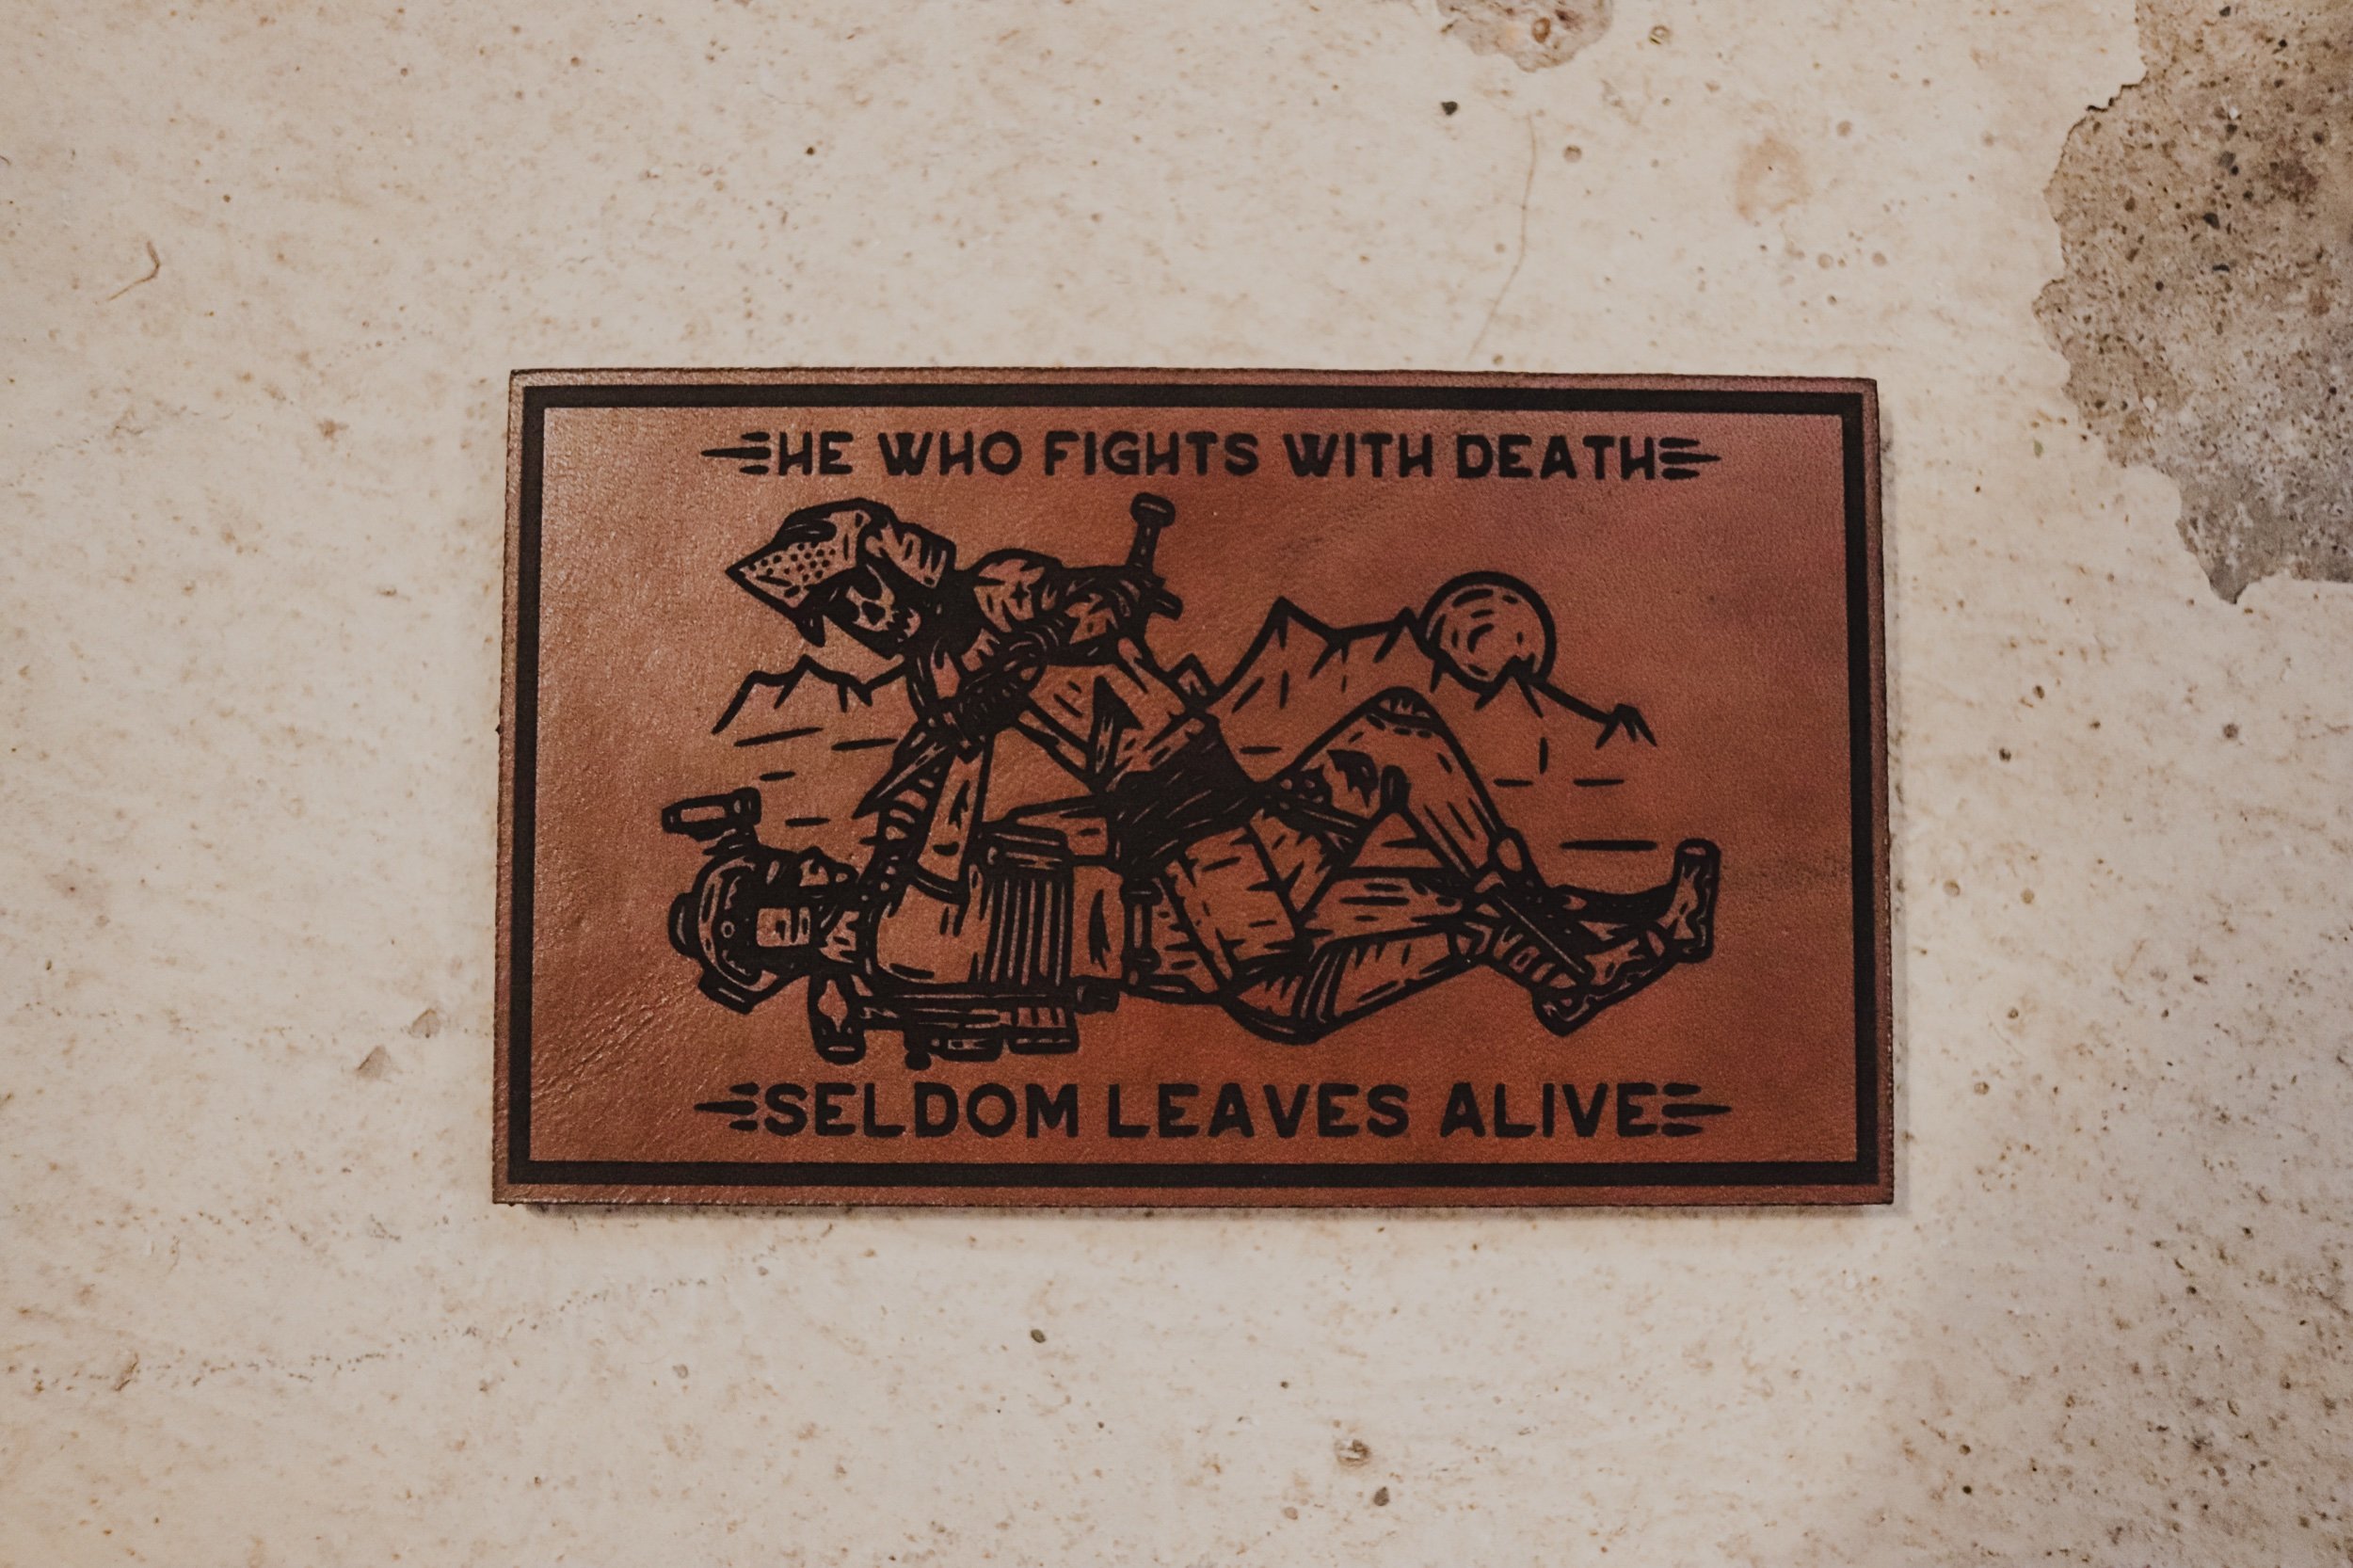 HE WHO FIGHTS WITH DEATH
SELDOM LEAVES ALIVE